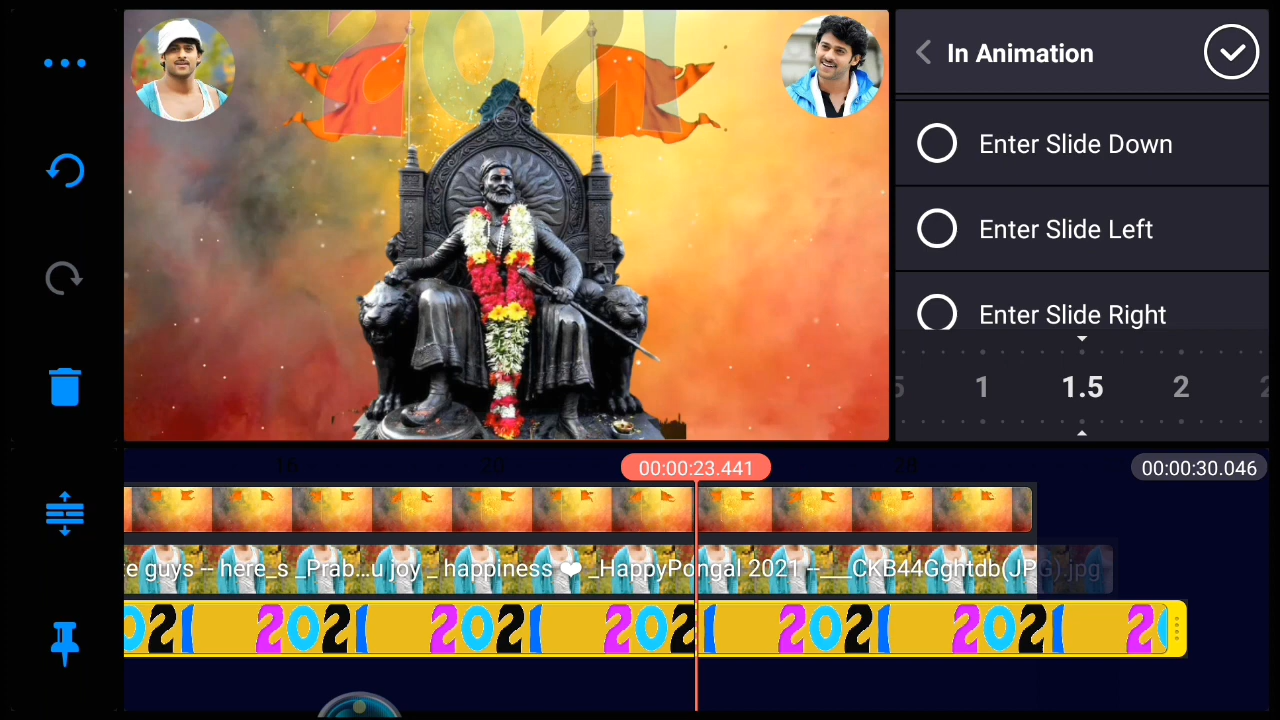 2021
In Animation
Enter Slide Down
Enter Slide Left
Enter Slide Right
1 1.5 2
16 20 00:00:23.441 28 00:00:30.046
e guys -- here_s _Prab...u joy _ happiness ❤ _HappyPongal 2021 --___CKB44Gghtdb(JPG).jpg
2021 2021 2021 2021 2021 2021